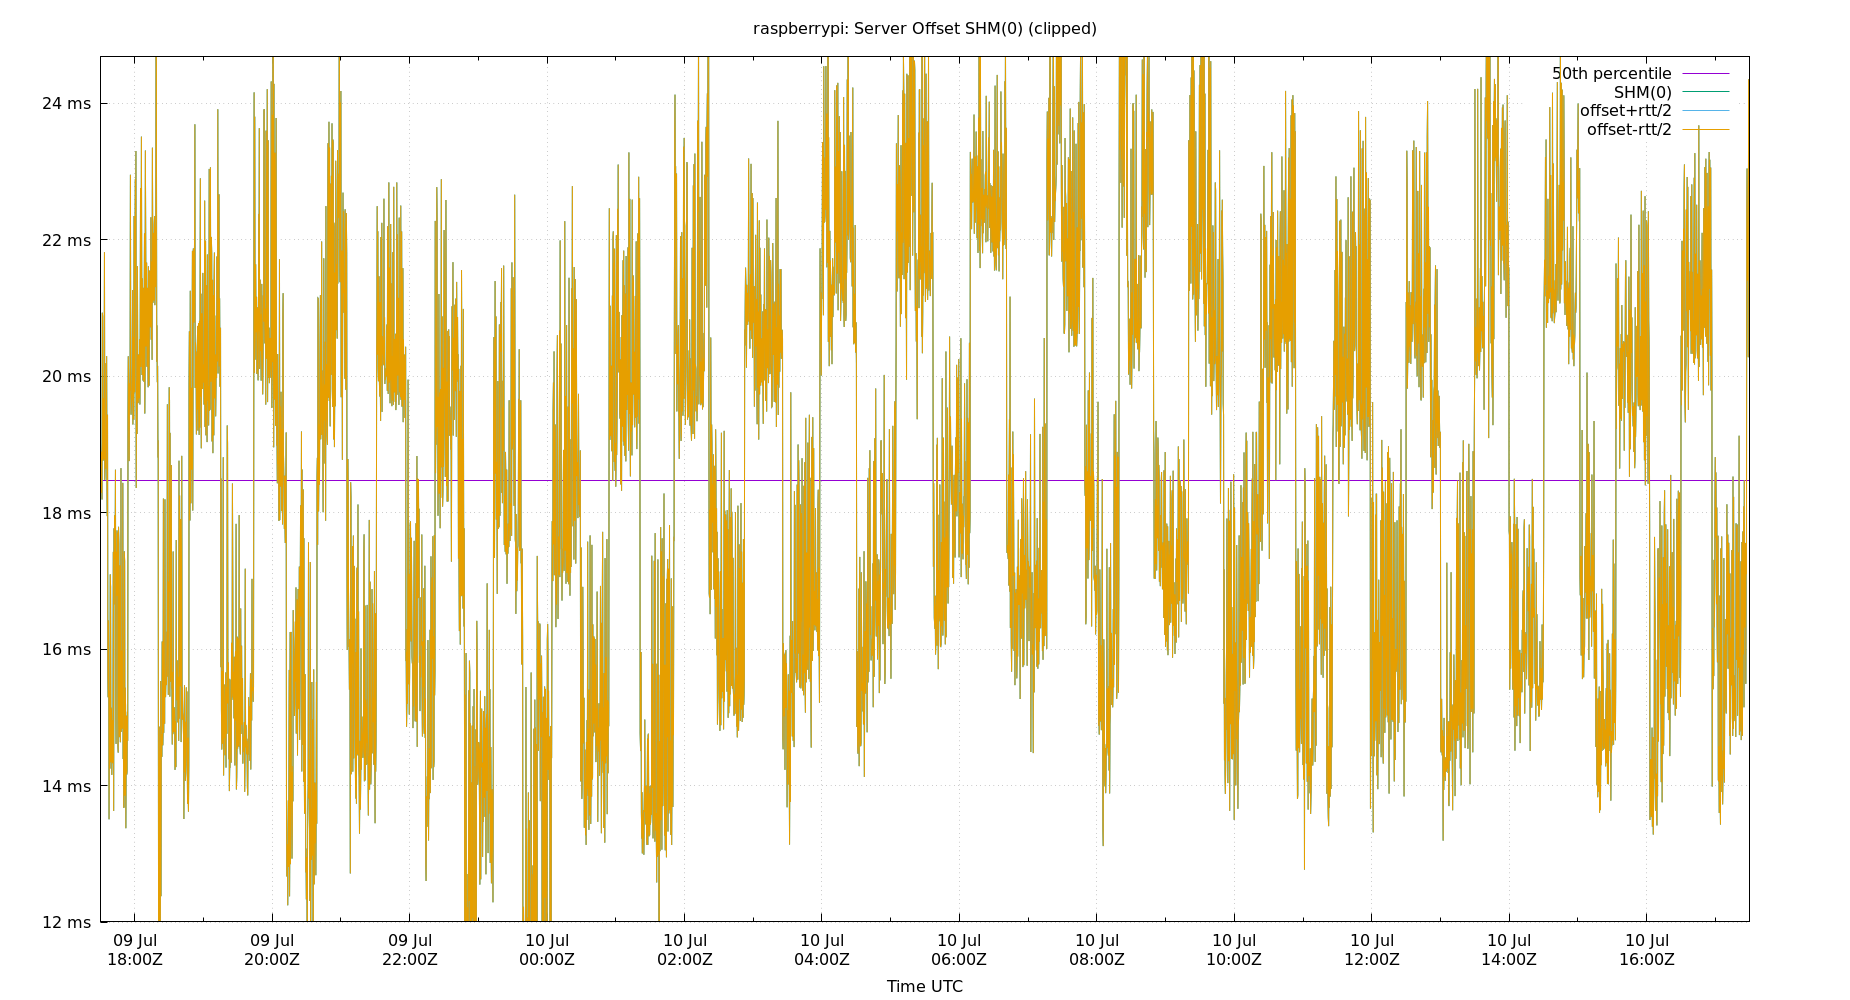 raspberrypi: Server Offset SHM(0) (clipped)
50th percentile
SHM(0)
offset+rtt/2
offset-rtt/2
24 ms
22 ms
20 ms
18 ms
16 ms
14 ms
12 ms
09 Jul 09 Jul 09 Jul 10 Jul 10 Jul 10 Jul 10 Jul 10 Jul 10 Jul 10 Jul 10 Jul 10 Jul
18:00Z 20:00Z 22:00Z 00:00Z 02:00Z 04:00Z 06:00Z 08:00Z 10:00Z 12:00Z 14:00Z 16:00Z
Time UTC